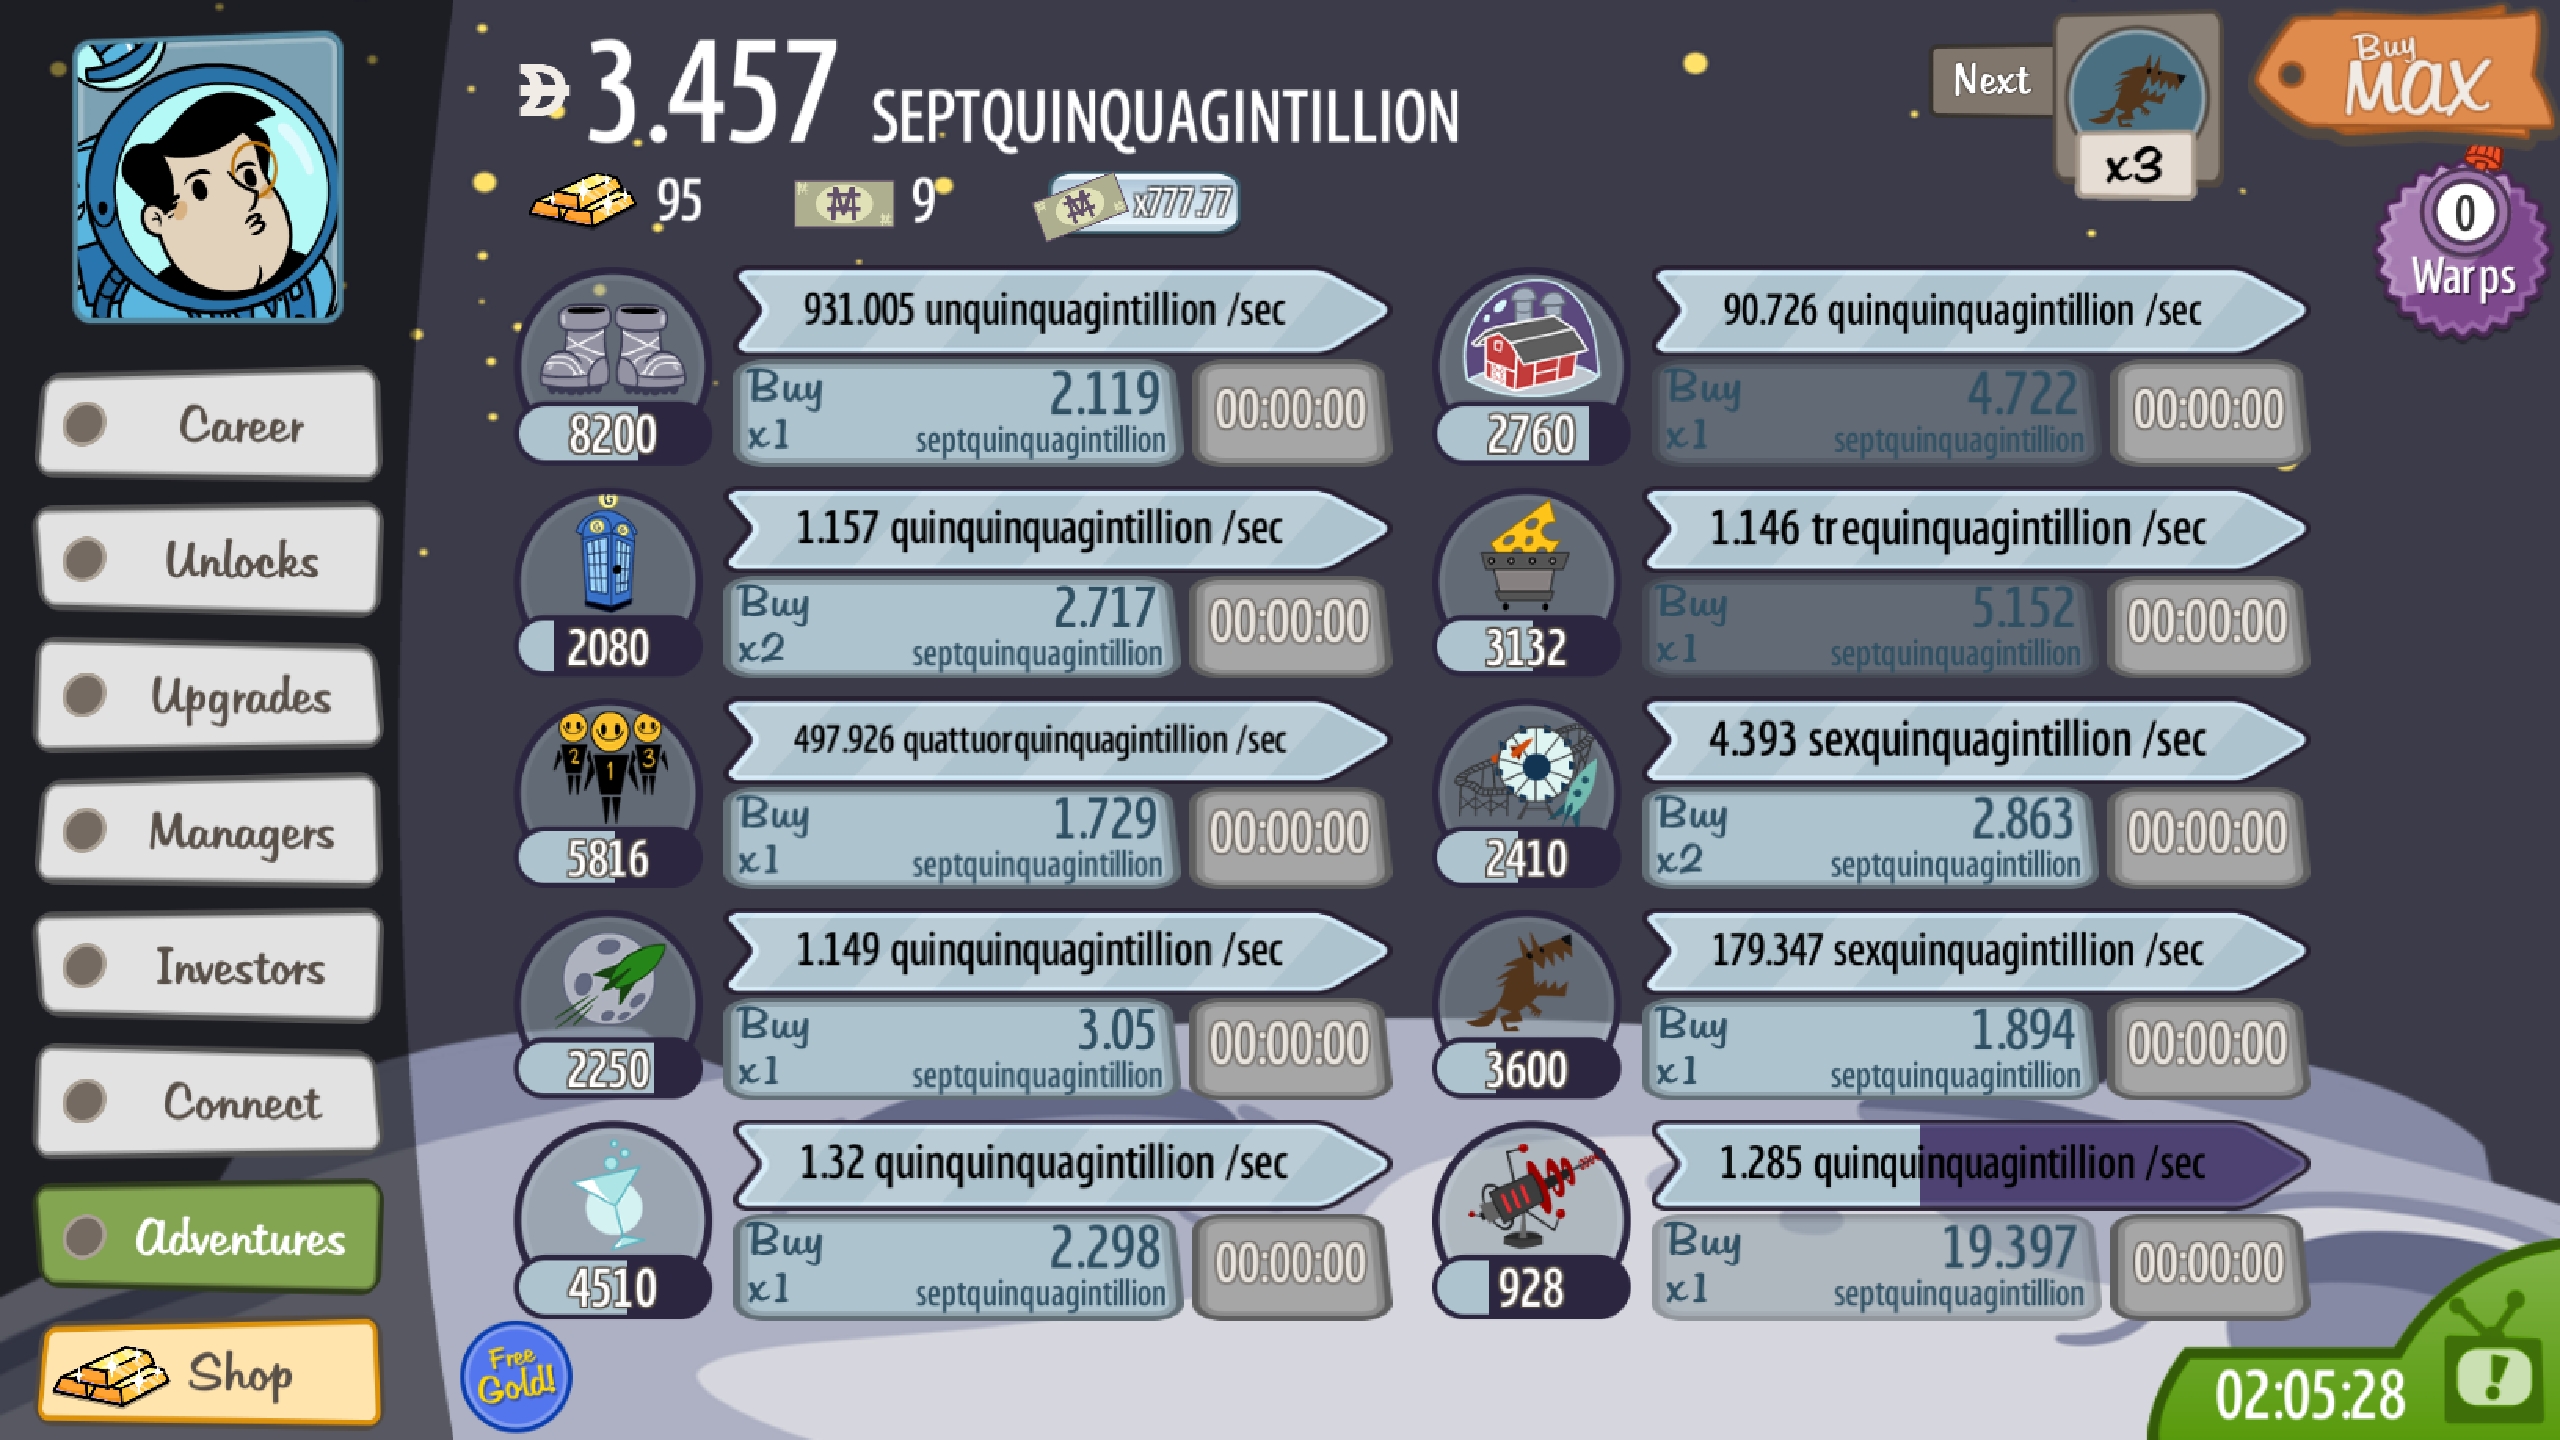 3.457 SEPTQUINQUAGINTILLION
95
9
x777.77
Next
x3
Buy
MAX
0
Warps
Career
Unlocks
Upgrades
Managers
Investors
Connect
Adventures
Shop
931.005 unquinquagintillion /sec
8200
Buy
x1
2.119
septquinquagintillion
00:00:00
G
G G
1.157 quinquinquagintillion /sec
2080
Buy
x2
2.717
septquinquagintillion
00:00:00
2 1 3
497.926 quattuorquinquagintillion /sec
5816
Buy
x1
1.729
septquinquagintillion
00:00:00
1.149 quinquinquagintillion /sec
2250
Buy
x1
3.05
septquinquagintillion
00:00:00
1.32 quinquinquagintillion /sec
4510
Buy
x1
2.298
septquinquagintillion
00:00:00
90.726 quinquinquagintillion /sec
2760
Buy
x1
4.722
septquinquagintillion
00:00:00
1.146 trequinquagintillion /sec
3132
Buy
x1
5.152
septquinquagintillion
00:00:00
4.393 sexquinquagintillion /sec
2410
Buy
x2
2.863
septquinquagintillion
00:00:00
179.347 sexquinquagintillion /sec
3600
Buy
x1
1.894
septquinquagintillion
00:00:00
1.285 quinquinquagintillion /sec
928
Buy
x1
19.397
septquinquagintillion
00:00:00
Free
Gold!
02:05:28
!